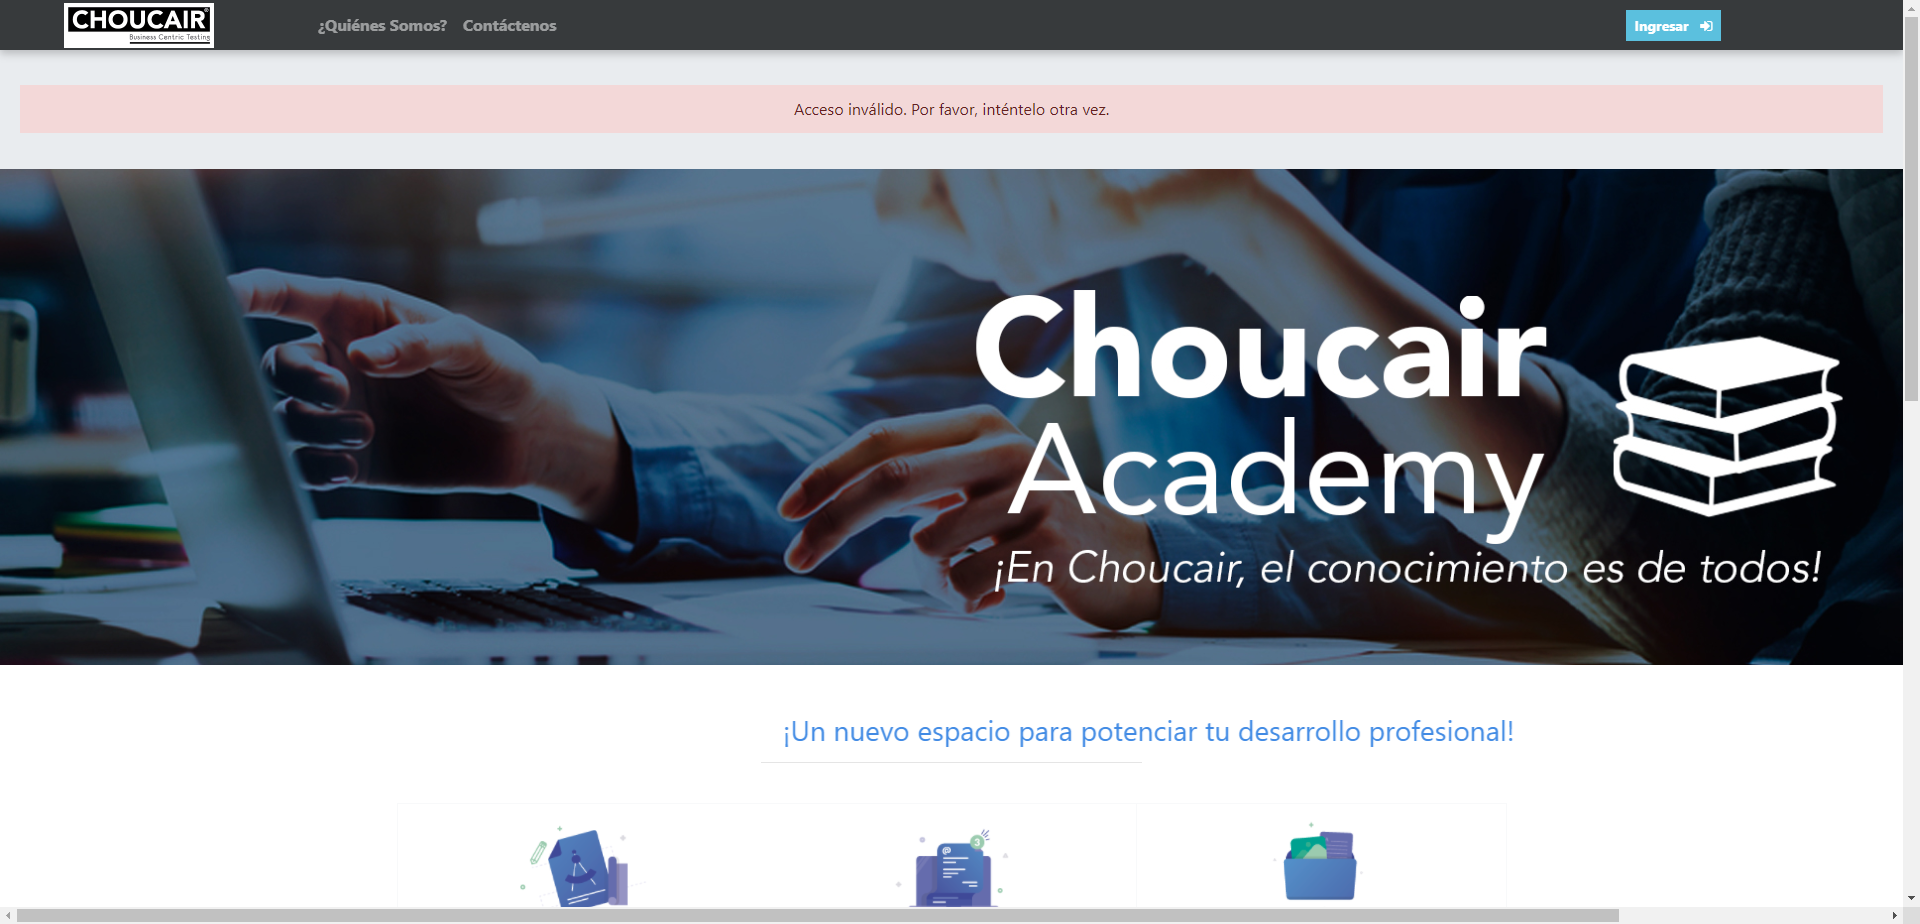 CHOUCAIR
Business Centric Testing
¿Quiénes Somos? Contáctenos
Ingresar
Acceso inválido. Por favor, inténtelo otra vez.
Choucair
Academy
¡En Choucair, el conocimiento es de todos!
¡Un nuevo espacio para potenciar tu desarrollo profesional!
@
3